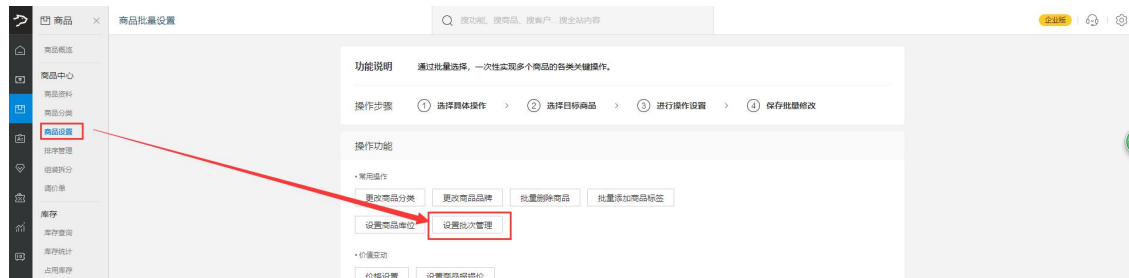 商品 × 商品批量设置 搜功能、搜商品、搜客户...搜全站内容 企业版
商品概览
商品中心
商品资料
商品分类
商品设置
排序管理
组装拆分
调价单
库存
库存查询
库存统计
占用库存
功能说明 通过批量选择，一次性实现多个商品的各类关键操作。
操作步骤 1 选择具体操作 > 2 选择目标商品 > 3 进行操作设置 > 4 保存批量修改
操作功能
·常用操作
更改商品分类 更改商品品牌 批量删除商品 批量添加商品标签
设置商品库位 设置批次管理
·价值变动
价格设置 设置商品报损价